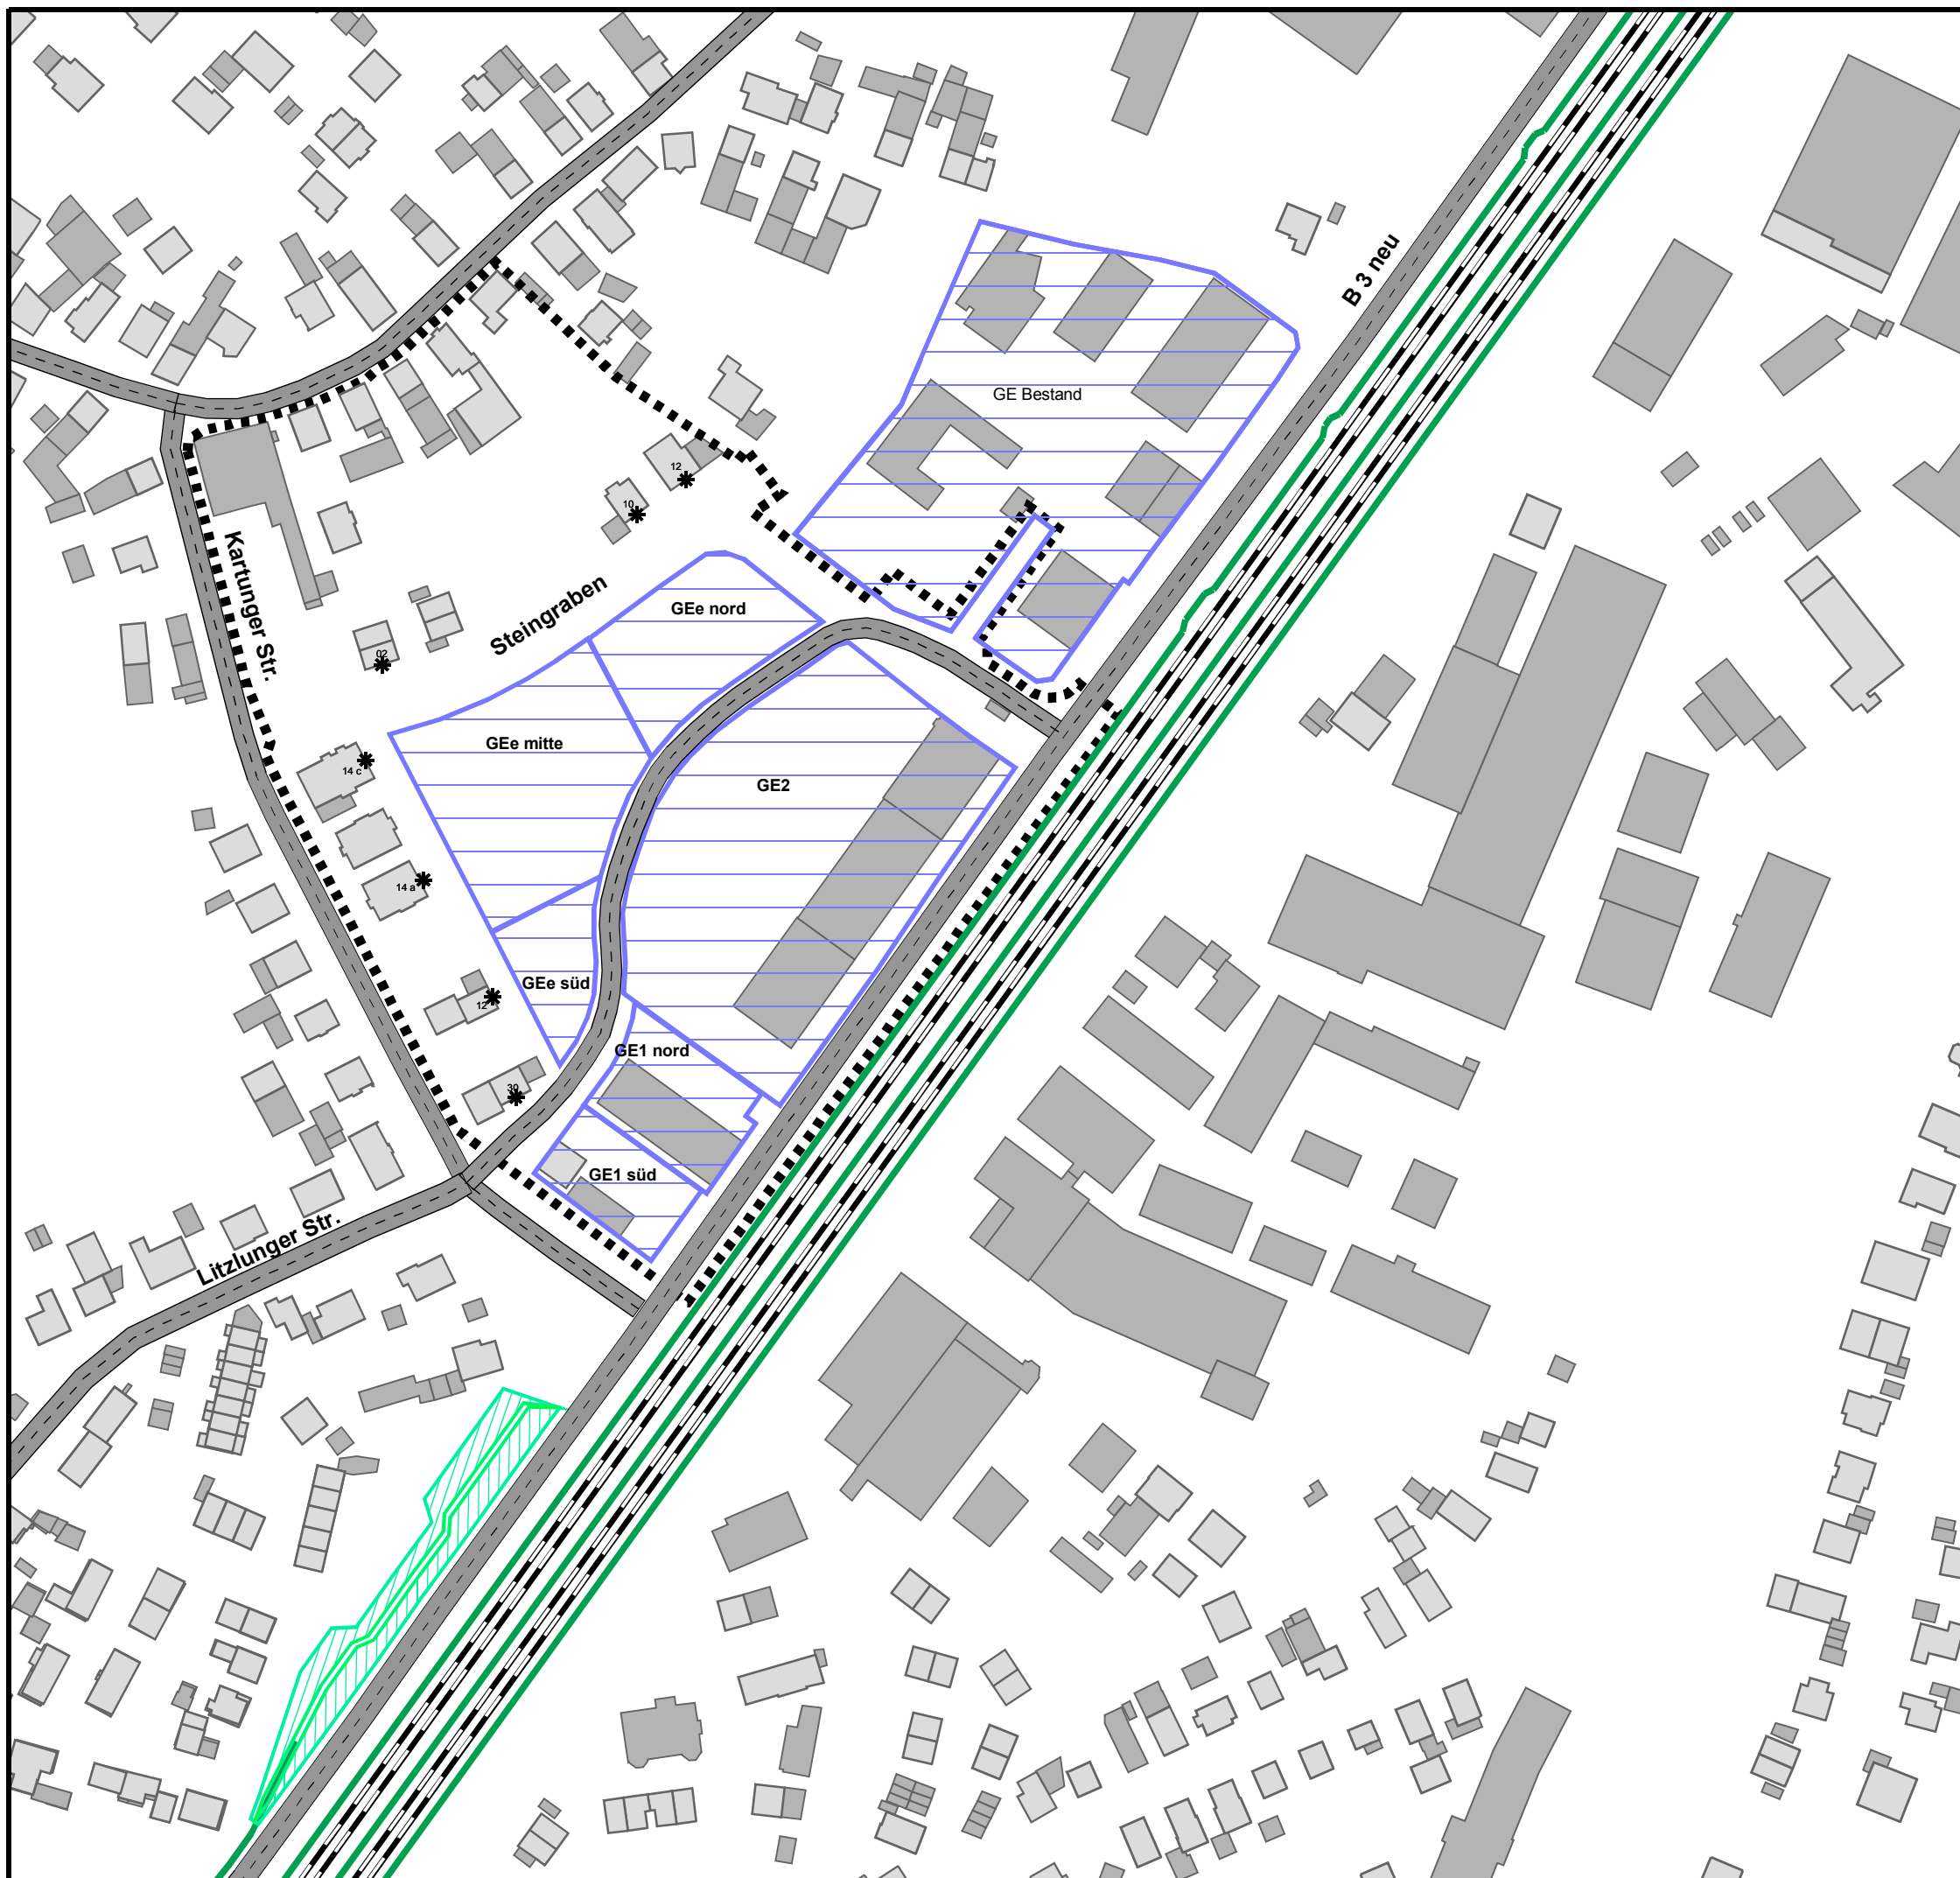 B 3 neu
GE Bestand
12
10
Kartunger Str.
Steingraben
GEe nord
02
GEe mitte
14 c
GE2
14 a
GEe süd
12
GE1 nord
30
GE1 süd
Litzlunger Str.